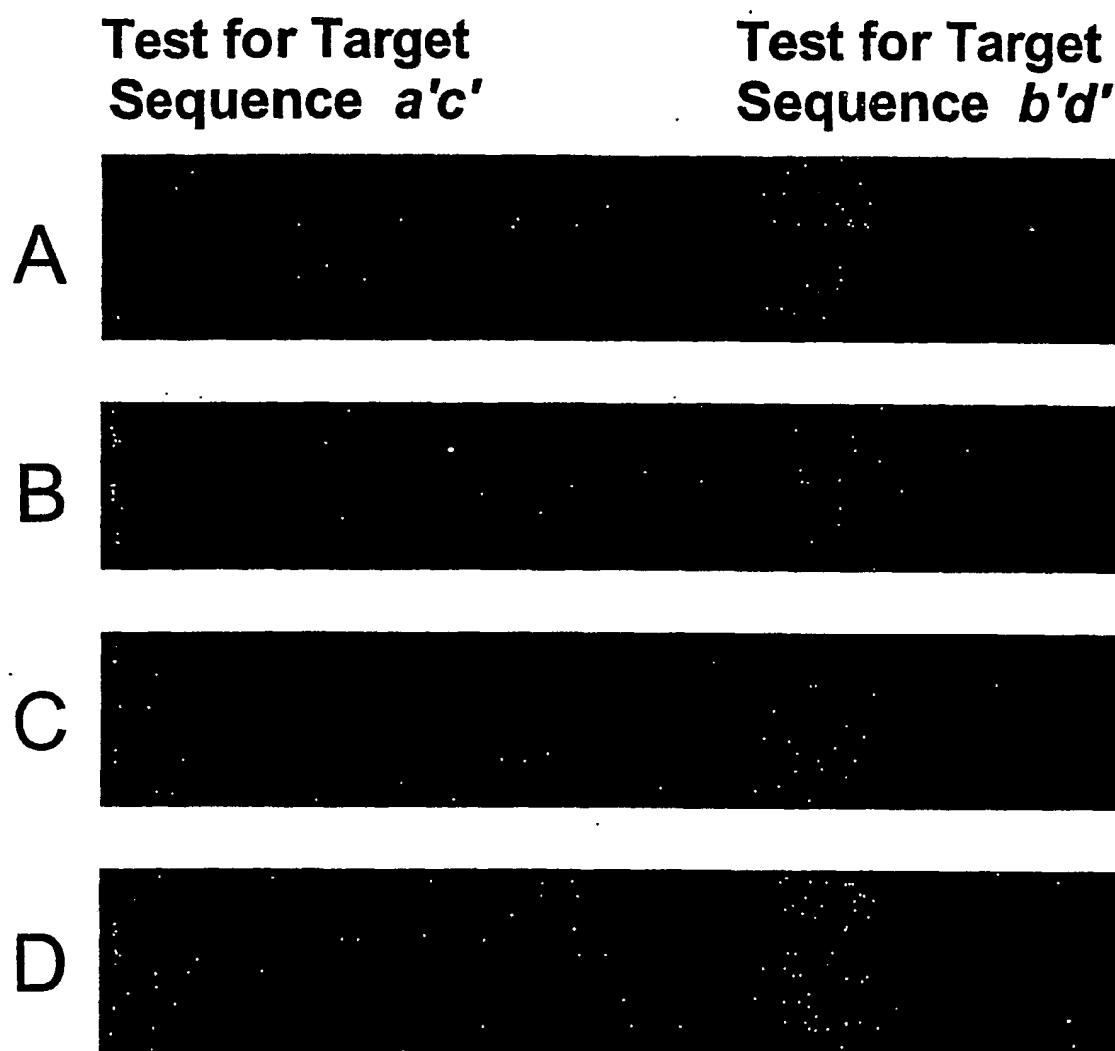 Test for Target
Sequence a'c'
Test for Target
Sequence b'd'
A
B
C
D